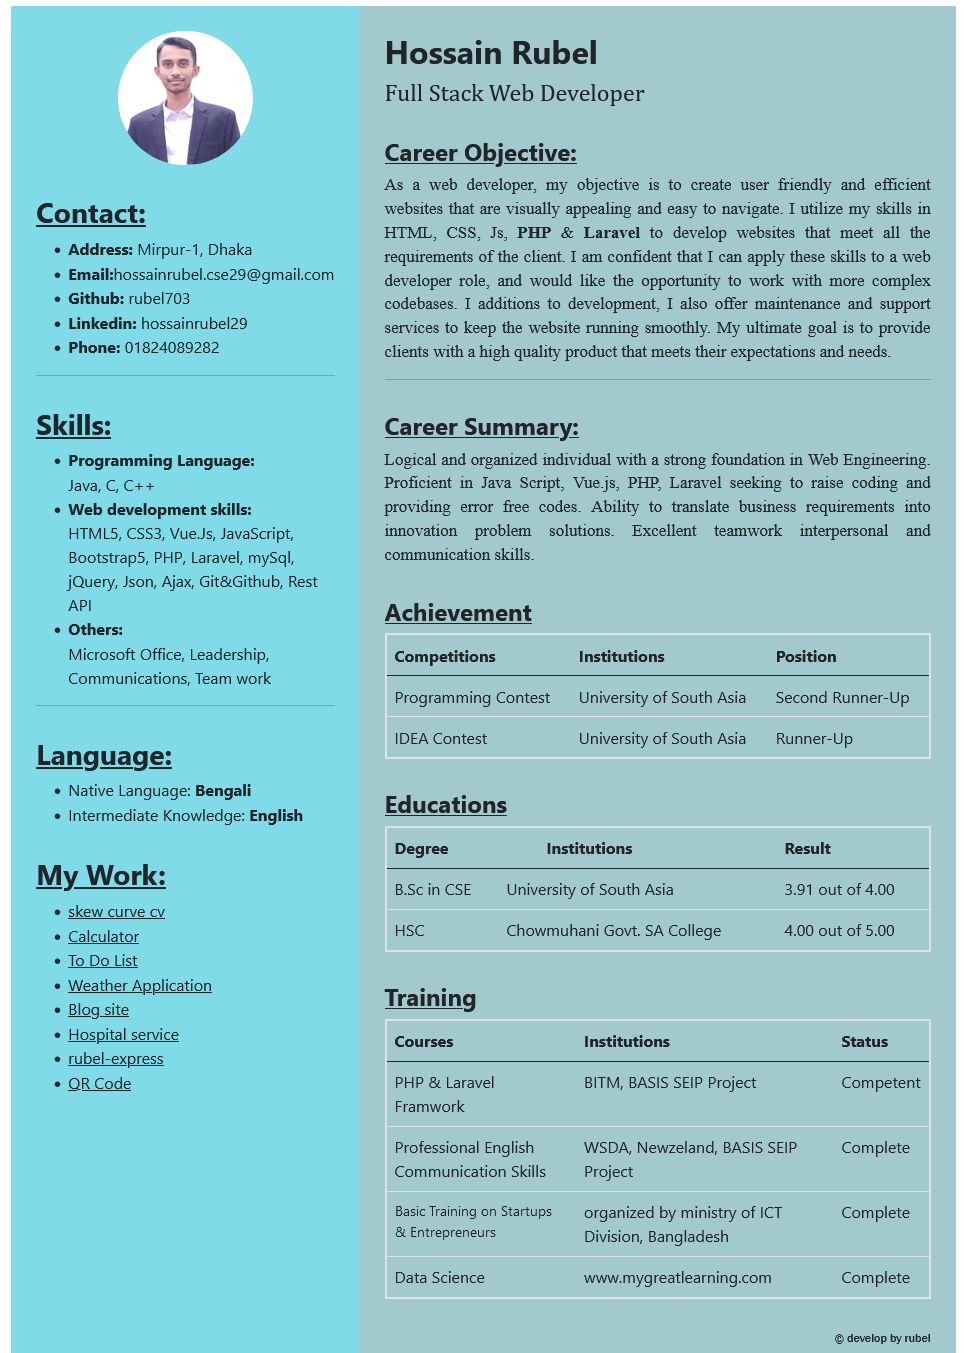 Contact:
• Address: Mirpur-1, Dhaka
• Email:hossainrubel.cse29@gmail.com
• Github: rubel703
• Linkedin: hossainrubel29
• Phone: 01824089282
Skills:
• Programming Language:
Java, C, C++
• Web development skills:
HTML5, CSS3, Vue.Js, JavaScript,
Bootstrap5, PHP, Laravel, mySql,
jQuery, Json, Ajax, Git&Github, Rest
API
• Others:
Microsoft Office, Leadership,
Communications, Team work
Language:
• Native Language: Bengali
• Intermediate Knowledge: English
My Work:
• skew curve cv
• Calculator
• To Do List
• Weather Application
• Blog site
• Hospital service
• rubel-express
• QR Code
Hossain Rubel
Full Stack Web Developer
Career Objective:
As a web developer, my objective is to create user friendly and efficient
websites that are visually appealing and easy to navigate. I utilize my skills in
HTML, CSS, Js, PHP & Laravel to develop websites that meet all the
requirements of the client. I am confident that I can apply these skills to a web
developer role, and would like the opportunity to work with more complex
codebases. I additions to development, I also offer maintenance and support
services to keep the website running smoothly. My ultimate goal is to provide
clients with a high quality product that meets their expectations and needs.
Career Summary:
Logical and organized individual with a strong foundation in Web Engineering.
Proficient in Java Script, Vue.js, PHP, Laravel seeking to raise coding and
providing error free codes. Ability to translate business requirements into
innovation problem solutions. Excellent teamwork interpersonal and
communication skills.
Achievement
Competitions Institutions Position
Programming Contest University of South Asia Second Runner-Up
IDEA Contest University of South Asia Runner-Up
Educations
Degree Institutions Result
B.Sc in CSE University of South Asia 3.91 out of 4.00
HSC Chowmuhani Govt. SA College 4.00 out of 5.00
Training
Courses Institutions Status
PHP & Laravel BITM, BASIS SEIP Project Competent
Framwork
Professional English WSDA, Newzeland, BASIS SEIP Complete
Communication Skills Project
Basic Training on Startups organized by ministry of ICT Complete
& Entrepreneurs Division, Bangladesh
Data Science www.mygreatlearning.com Complete
© develop by rubel